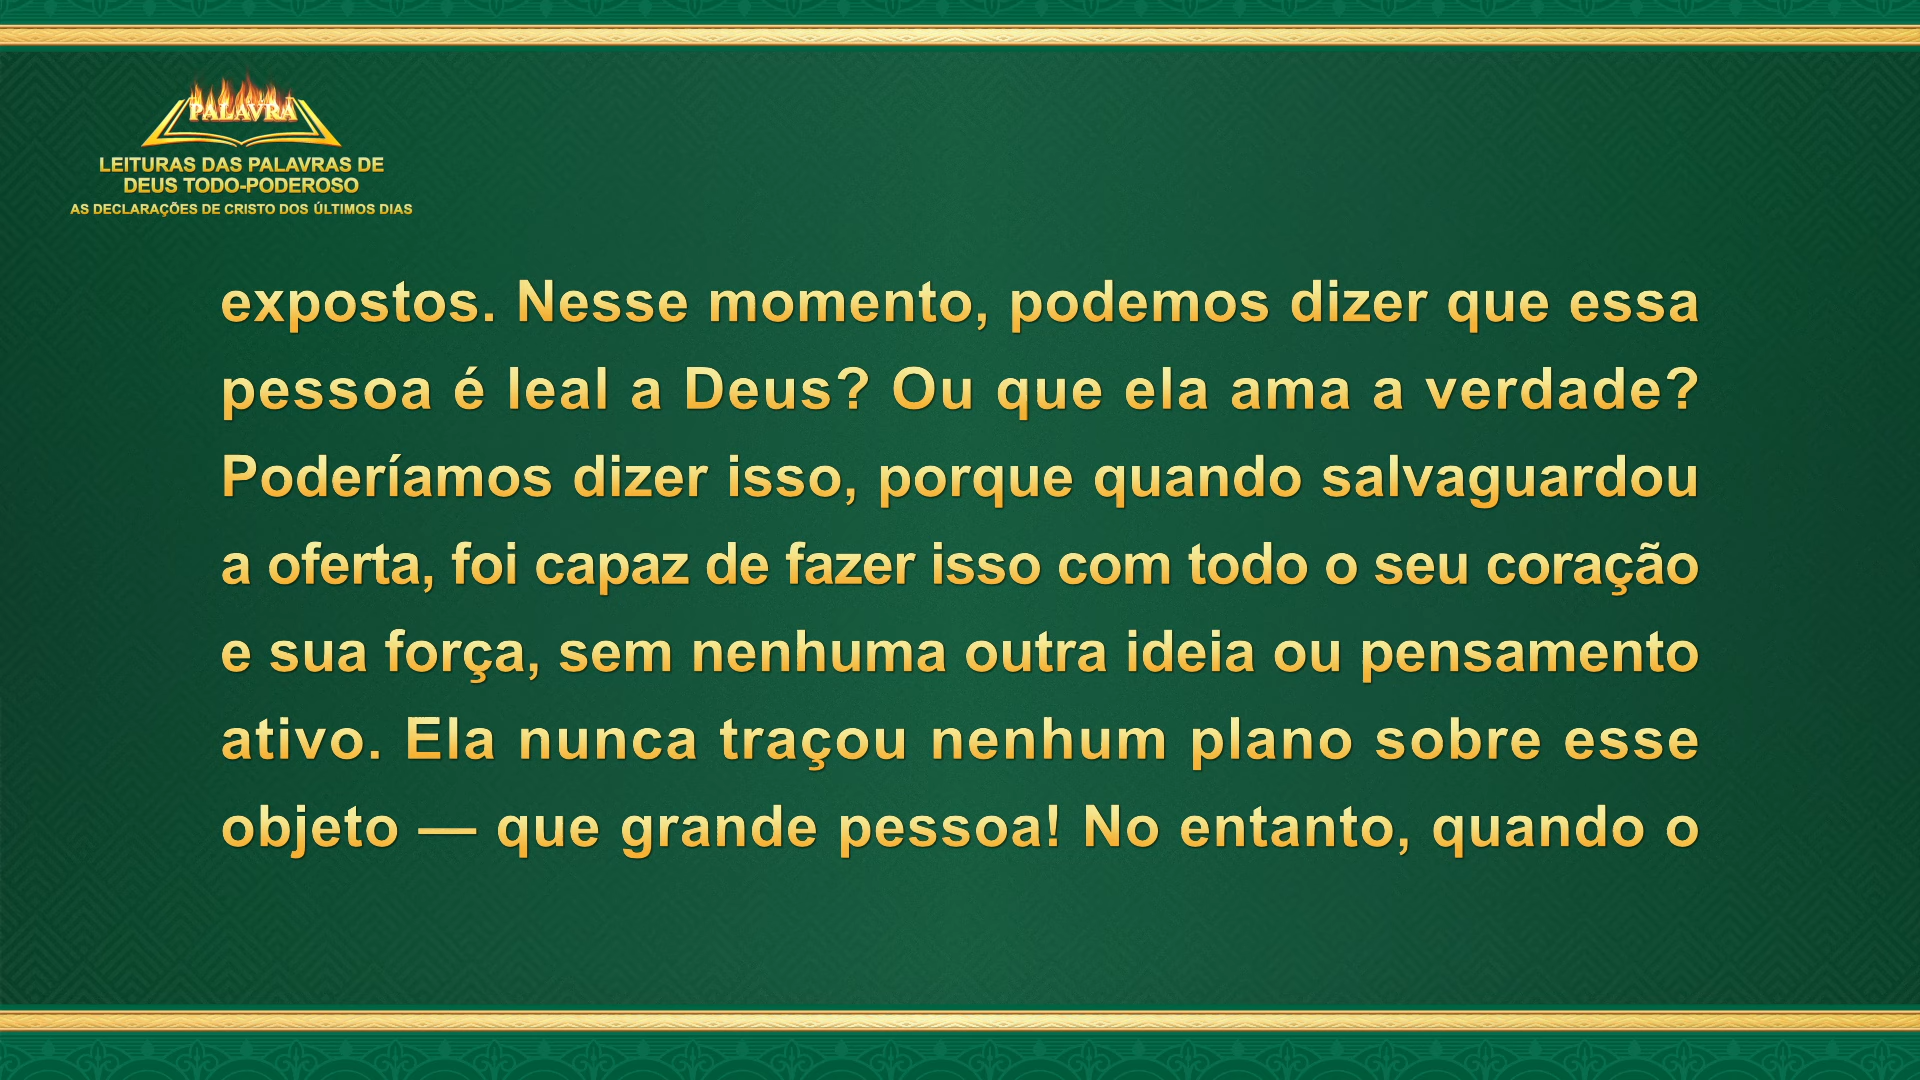 PALAVRA
LEITURAS DAS PALAVRAS DE
DEUS TODO-PODEROSO
AS DECLARAÇÕES DE CRISTO DOS ÚLTIMOS DIAS
expostos. Nesse momento, podemos dizer que essa
pessoa é leal a Deus? Ou que ela ama a verdade?
Poderíamos dizer isso, porque quando salvaguardou
a oferta, foi capaz de fazer isso com todo o seu coração
e sua força, sem nenhuma outra ideia ou pensamento
ativo. Ela nunca traçou nenhum plano sobre esse
objeto — que grande pessoa! No entanto, quando o